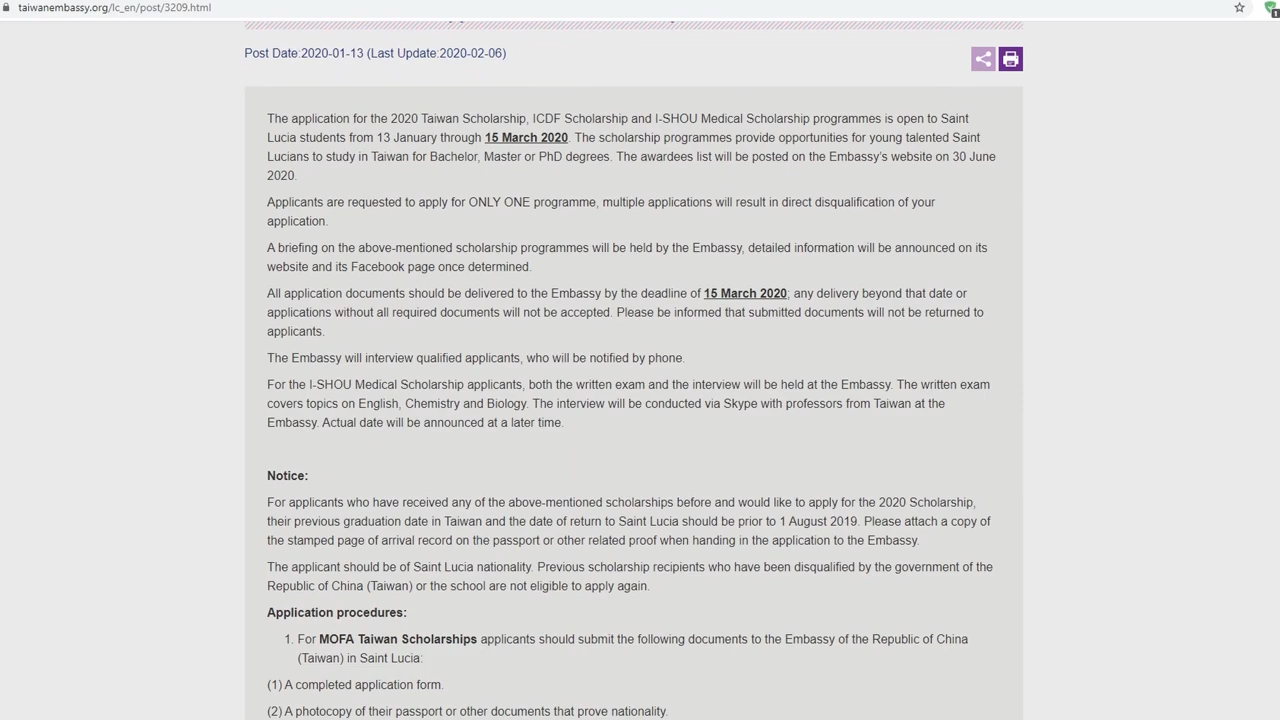 taiwanembassy.org/lc_en/post/3209.html
1
Post Date:2020-01-13 (Last Update:2020-02-06)
The application for the 2020 Taiwan Scholarship, ICDF Scholarship and I-SHOU Medical Scholarship programmes is open to Saint
Lucia students from 13 January through 15 March 2020. The scholarship programmes provide opportunities for young talented Saint
Lucians to study in Taiwan for Bachelor, Master or PhD degrees. The awardees list will be posted on the Embassy's website on 30 June
2020.
Applicants are requested to apply for ONLY ONE programme, multiple applications will result in direct disqualification of your
application.
A briefing on the above-mentioned scholarship programmes will be held by the Embassy, detailed information will be announced on its
website and its Facebook page once determined.
All application documents should be delivered to the Embassy by the deadline of 15 March 2020; any delivery beyond that date or
applications without all required documents will not be accepted. Please be informed that submitted documents will not be returned to
applicants.
The Embassy will interview qualified applicants, who will be notified by phone.
For the I-SHOU Medical Scholarship applicants, both the written exam and the interview will be held at the Embassy. The written exam
covers topics on English, Chemistry and Biology. The interview will be conducted via Skype with professors from Taiwan at the
Embassy. Actual date will be announced at a later time.
Notice:
For applicants who have received any of the above-mentioned scholarships before and would like to apply for the 2020 Scholarship,
their previous graduation date in Taiwan and the date of return to Saint Lucia should be prior to 1 August 2019. Please attach a copy of
the stamped page of arrival record on the passport or other related proof when handing in the application to the Embassy.
The applicant should be of Saint Lucia nationality. Previous scholarship recipients who have been disqualified by the government of the
Republic of China (Taiwan) or the school are not eligible to apply again.
Application procedures:
1. For MOFA Taiwan Scholarships applicants should submit the following documents to the Embassy of the Republic of China
(Taiwan) in Saint Lucia:
(1) A completed application form.
(2) A photocopy of their passport or other documents that prove nationality.